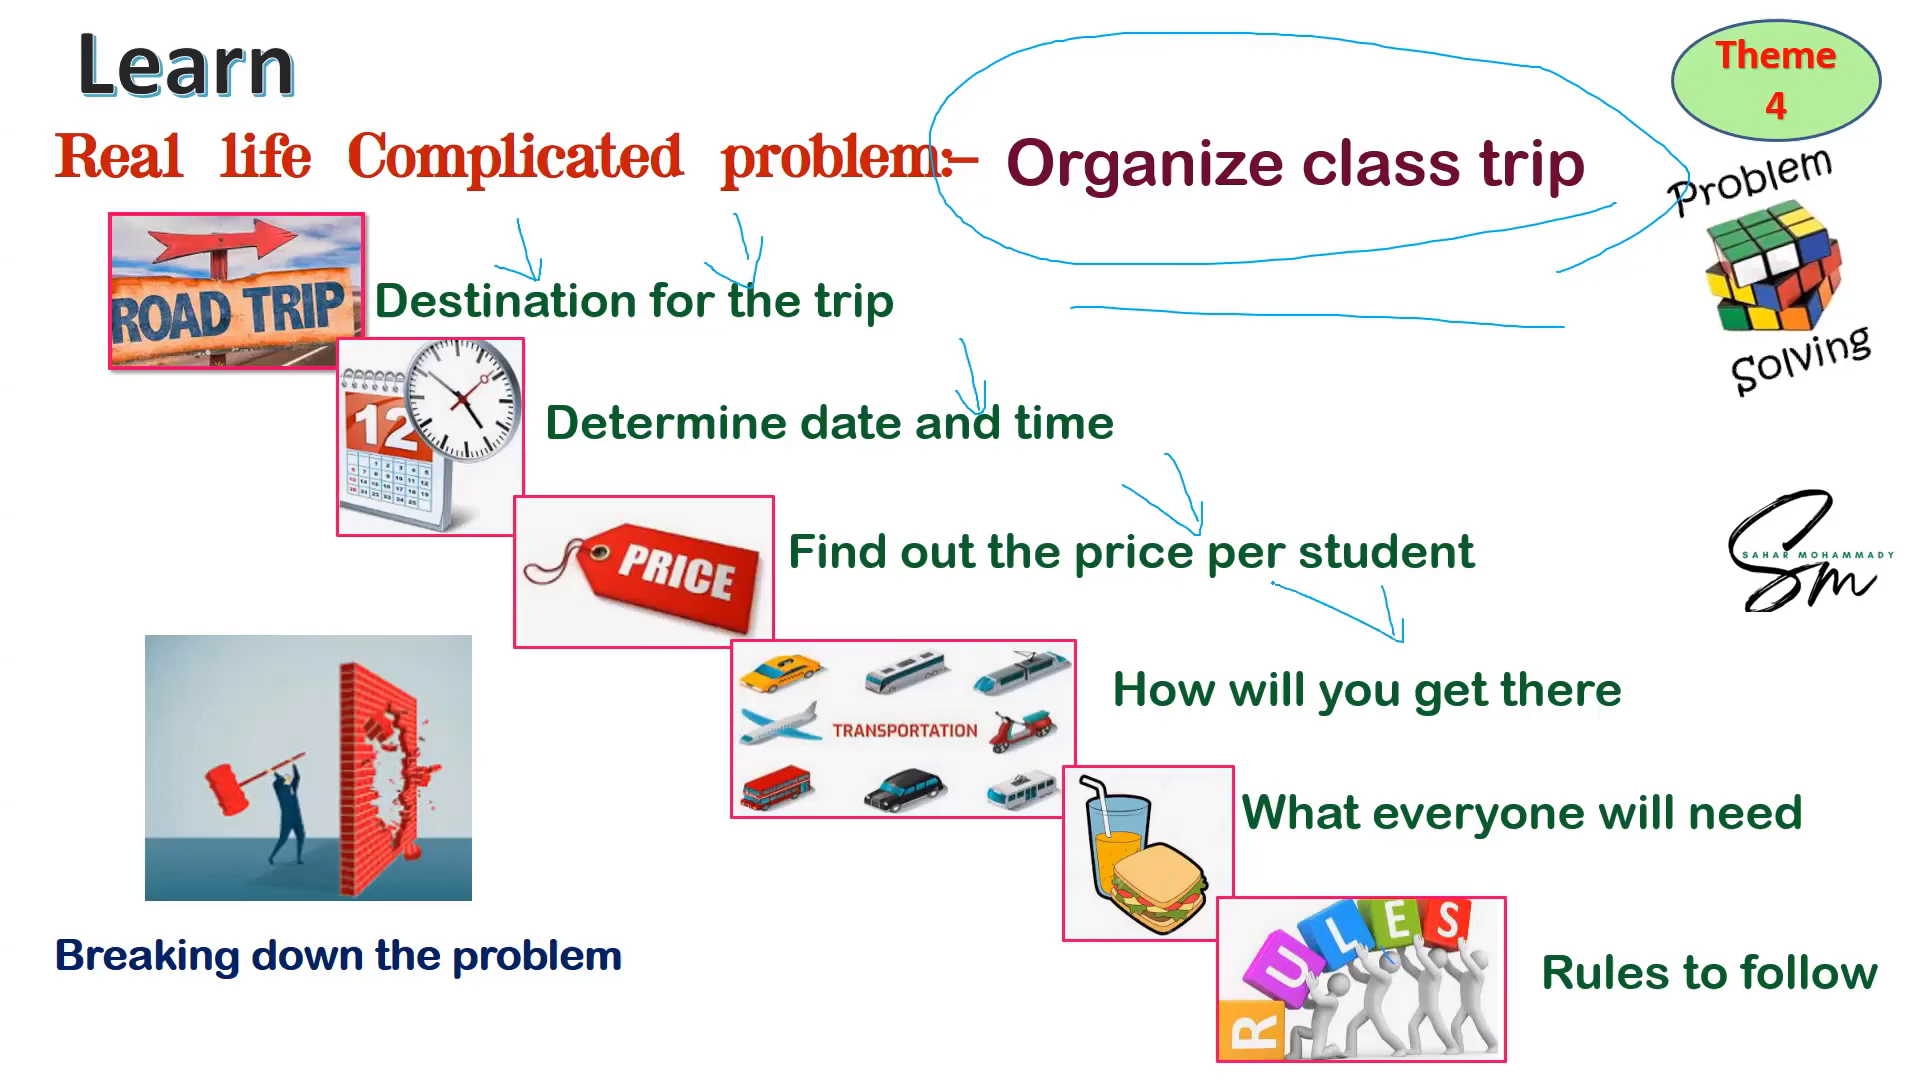 Learn
Theme
4
Real life Complicated problem:– Organize class trip
Problem
Solving
ROAD TRIP
Destination for the trip
12
Determine date and time
PRICE
Find out the price per student
SAHAR MOHAMMADY
Sm
TRANSPORTATION
How will you get there
What everyone will need
RULES
Rules to follow
Breaking down the problem